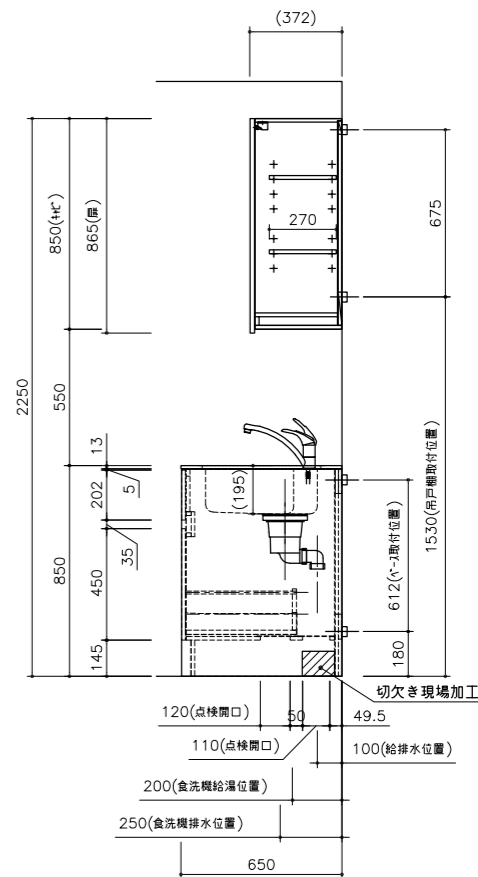 (372)
850(ｷｬﾋﾞ)
865(扉)
270
675
2250
550
13
5
202
(195)
35
450
850
145
1530(吊戸棚取付位置)
612(ﾍﾞｰｽ取付位置)
180
切欠き現場加工
120(点検開口)
50
49.5
110(点検開口)
100(給排水位置)
200(食洗機給湯位置)
250(食洗機排水位置)
650